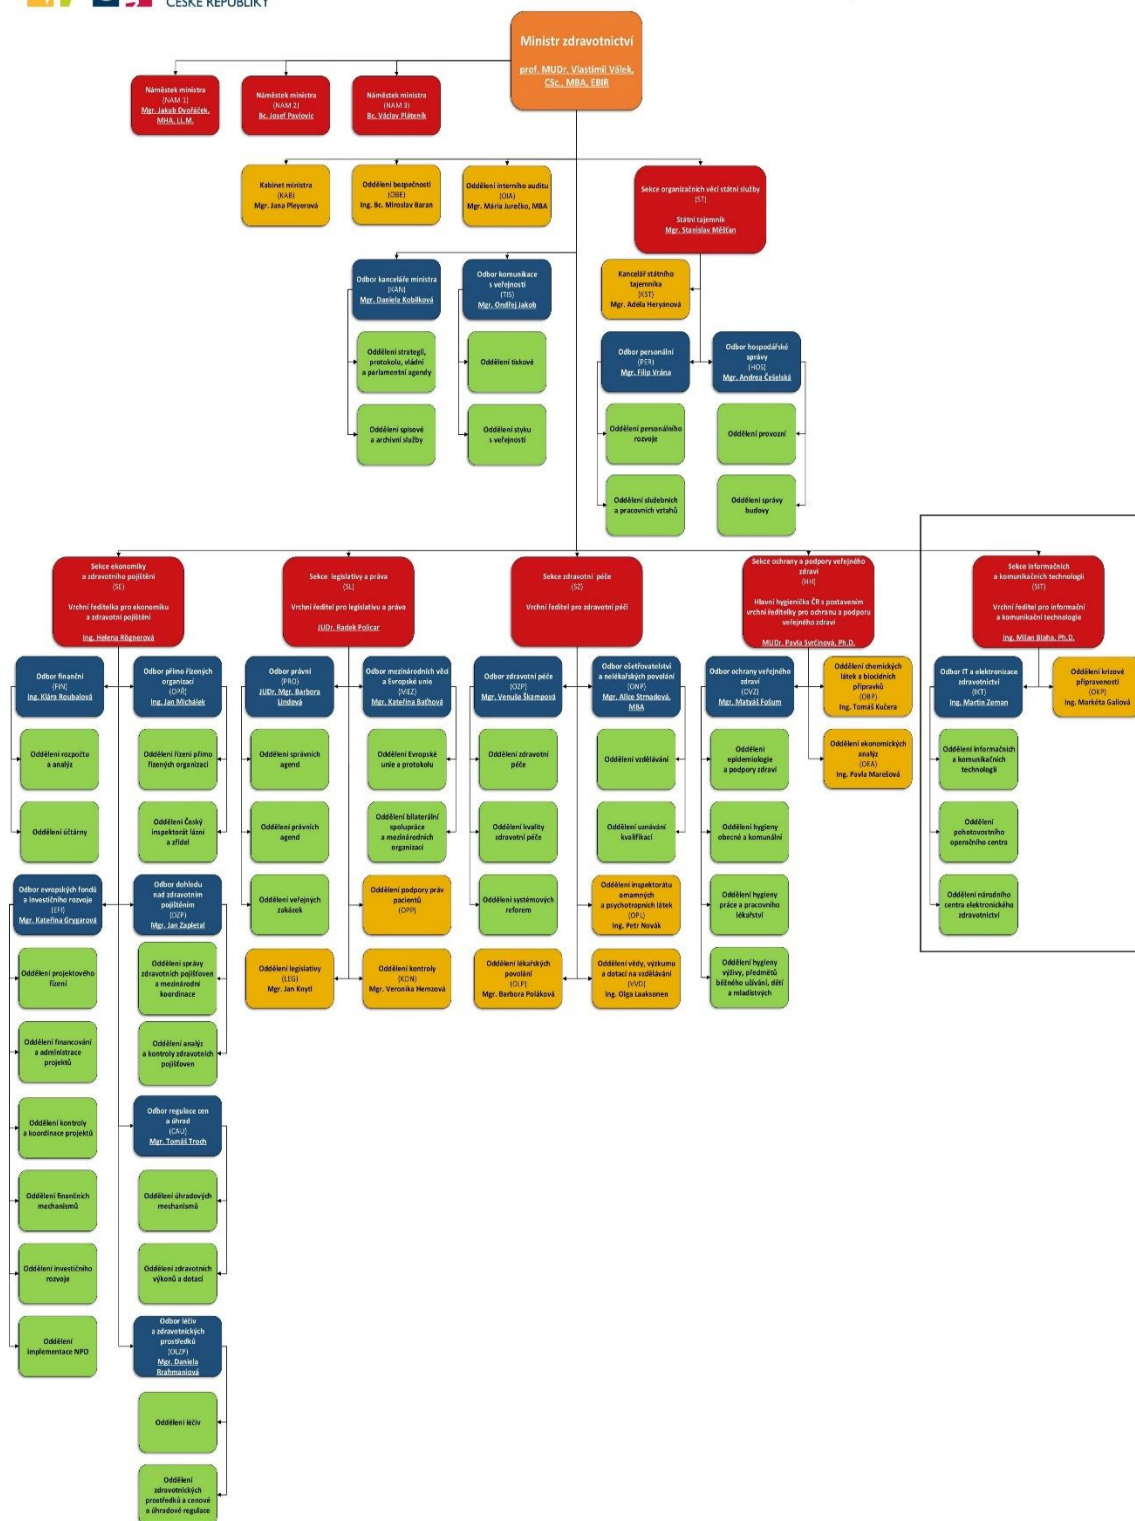 ČESKÉ REPUBLIKY
Ministr zdravotnictví
prof. MUDr. Vlastimil Válek,
CSc., MBA, EBIR
Náměstek ministra
(NAM 1)
Mgr. Jakub Dvořáček,
MHA, LL.M.
Náměstek ministra
(NAM 2)
Bc. Josef Pavlovic
Náměstek ministra
(NAM 3)
Bc. Václav Pláteník
Kabinet ministra
(KAB)
Mgr. Jana Pleyerová
Oddělení bezpečnosti
(OBE)
Ing. Bc. Miroslav Baran
Oddělení interního auditu
(OIA)
Mgr. Mária Jurečko, MBA
Sekce organizačních věcí státní služby
(ST)
Státní tajemník
Mgr. Stanislav Měšťan
Odbor kanceláře ministra
(KAN)
Mgr. Daniela Kobilková
Odbor komunikace
s veřejností
(TIS)
Mgr. Ondřej Jakob
Kancelář státního
tajemníka
(KST)
Mgr. Adéla Heryánová
Oddělení strategií,
protokolu, vládní
a parlamentní agendy
Oddělení tiskové
Odbor personální
(PER)
Mgr. Filip Vrána
Odbor hospodářské
správy
(HOS)
Mgr. Andrea Češelská
Oddělení spisové
a archivní služby
Oddělení styku
s veřejností
Oddělení personálního
rozvoje
Oddělení provozní
Oddělení služebních
a pracovních vztahů
Oddělení správy
budovy
Sekce ekonomiky
a zdravotního pojištění
(SE)
Vrchní ředitelka pro ekonomiku
a zdravotní pojištění
Ing. Helena Rögnerová
Sekce legislativy a práva
(SL)
Vrchní ředitel pro legislativu a právo
JUDr. Radek Policar
Sekce zdravotní péče
(SZ)
Vrchní ředitel pro zdravotní péči
Sekce ochrany a podpory veřejného
zdraví
(HH)
Hlavní hygienička ČR s postavením
vrchní ředitelky pro ochranu a podporu
veřejného zdraví
MUDr. Pavla Svrčinová, Ph.D.
Sekce informačních
a komunikačních technologií
(SIT)
Vrchní ředitel pro informační
a komunikační technologie
Ing. Milan Blaha, Ph.D.
Odbor finanční
(FIN)
Ing. Klára Roubalová
Odbor přímo řízených
organizací
(OPŘ)
Ing. Jan Michálek
Odbor právní
(PRO)
JUDr. Mgr. Barbora
Lindová
Odbor mezinárodních věcí
a Evropské unie
(MEZ)
Mgr. Kateřina Baťhová
Odbor zdravotní péče
(OZP)
Mgr. Venuše Škampová
Odbor ošetřovatelství
a nelékařských povolání
(ONP)
Mgr. Alice Strnadová,
MBA
Odbor ochrany veřejného
zdraví
(OVZ)
Mgr. Matyáš Fošum
Oddělení chemických
látek a biocidních
přípravků
(OBP)
Ing. Tomáš Kučera
Odbor IT a elektronizace
zdravotnictví
(IKT)
Ing. Martin Zeman
Oddělení krizové
připravenosti
(OKP)
Ing. Markéta Galiová
Oddělení rozpočtu
a analýz
Oddělení řízení přímo
řízených organizací
Oddělení správních
agend
Oddělení Evropské
unie a protokolu
Oddělení zdravotní
péče
Oddělení vzdělávání
Oddělení
epidemiologie
a podpory zdraví
Oddělení ekonomických
analýz
(OEA)
Ing. Pavla Marešová
Oddělení informačních
a komunikačních
technologií
Oddělení účtárny
Oddělení Český
inspektorát lázní
a zřídel
Oddělení právních
agend
Oddělení bilaterální
spolupráce
a mezinárodních
organizací
Oddělení kvality
zdravotní péče
Oddělení uznávání
kvalifikací
Oddělení hygieny
obecné a komunální
Oddělení
pohotovostního
operačního centra
Odbor evropských fondů
a investičního rozvoje
(EFI)
Mgr. Kateřina Grygarová
Odbor dohledu
nad zdravotním
pojištěním
(OZP)
Mgr. Jan Zapletal
Oddělení veřejných
zakázek
Oddělení podpory práv
pacientů
(OPP)
Oddělení systémových
reforem
Oddělení inspektorátu
omamných
a psychotropních látek
(OPL)
Ing. Petr Novák
Oddělení hygieny
práce a pracovního
lékařství
Oddělení národního
centra elektronického
zdravotnictví
Oddělení projektového
řízení
Oddělení správy
zdravotních pojišťoven
a mezinárodní
koordinace
Oddělení legislativy
(LEG)
Mgr. Jan Knytl
Oddělení kontroly
(KON)
Mgr. Veronika Hemzová
Oddělení lékařských
povolání
(OLP)
Mgr. Barbora Poláková
Oddělení vědy, výzkumu
a dotací na vzdělávání
(VVD)
Ing. Olga Laaksonen
Oddělení hygieny
výživy, předmětů
běžného užívání, dětí
a mladistvých
Oddělení financování
a administrace
projektů
Oddělení analýz
a kontroly zdravotních
pojišťoven
Oddělení kontroly
a koordinace projektů
Odbor regulace cen
a úhrad
(CAU)
Mgr. Tomáš Troch
Oddělení finančních
mechanismů
Oddělení úhradových
mechanismů
Oddělení investičního
rozvoje
Oddělení zdravotních
výkonů a dotací
Oddělení
implementace NPO
Odbor léčiv
a zdravotnických
prostředků
(OLZP)
Mgr. Daniela
Rrahmaniová
Oddělení léčiv
Oddělení
zdravotnických
prostředků a cenové
a úhradové regulace